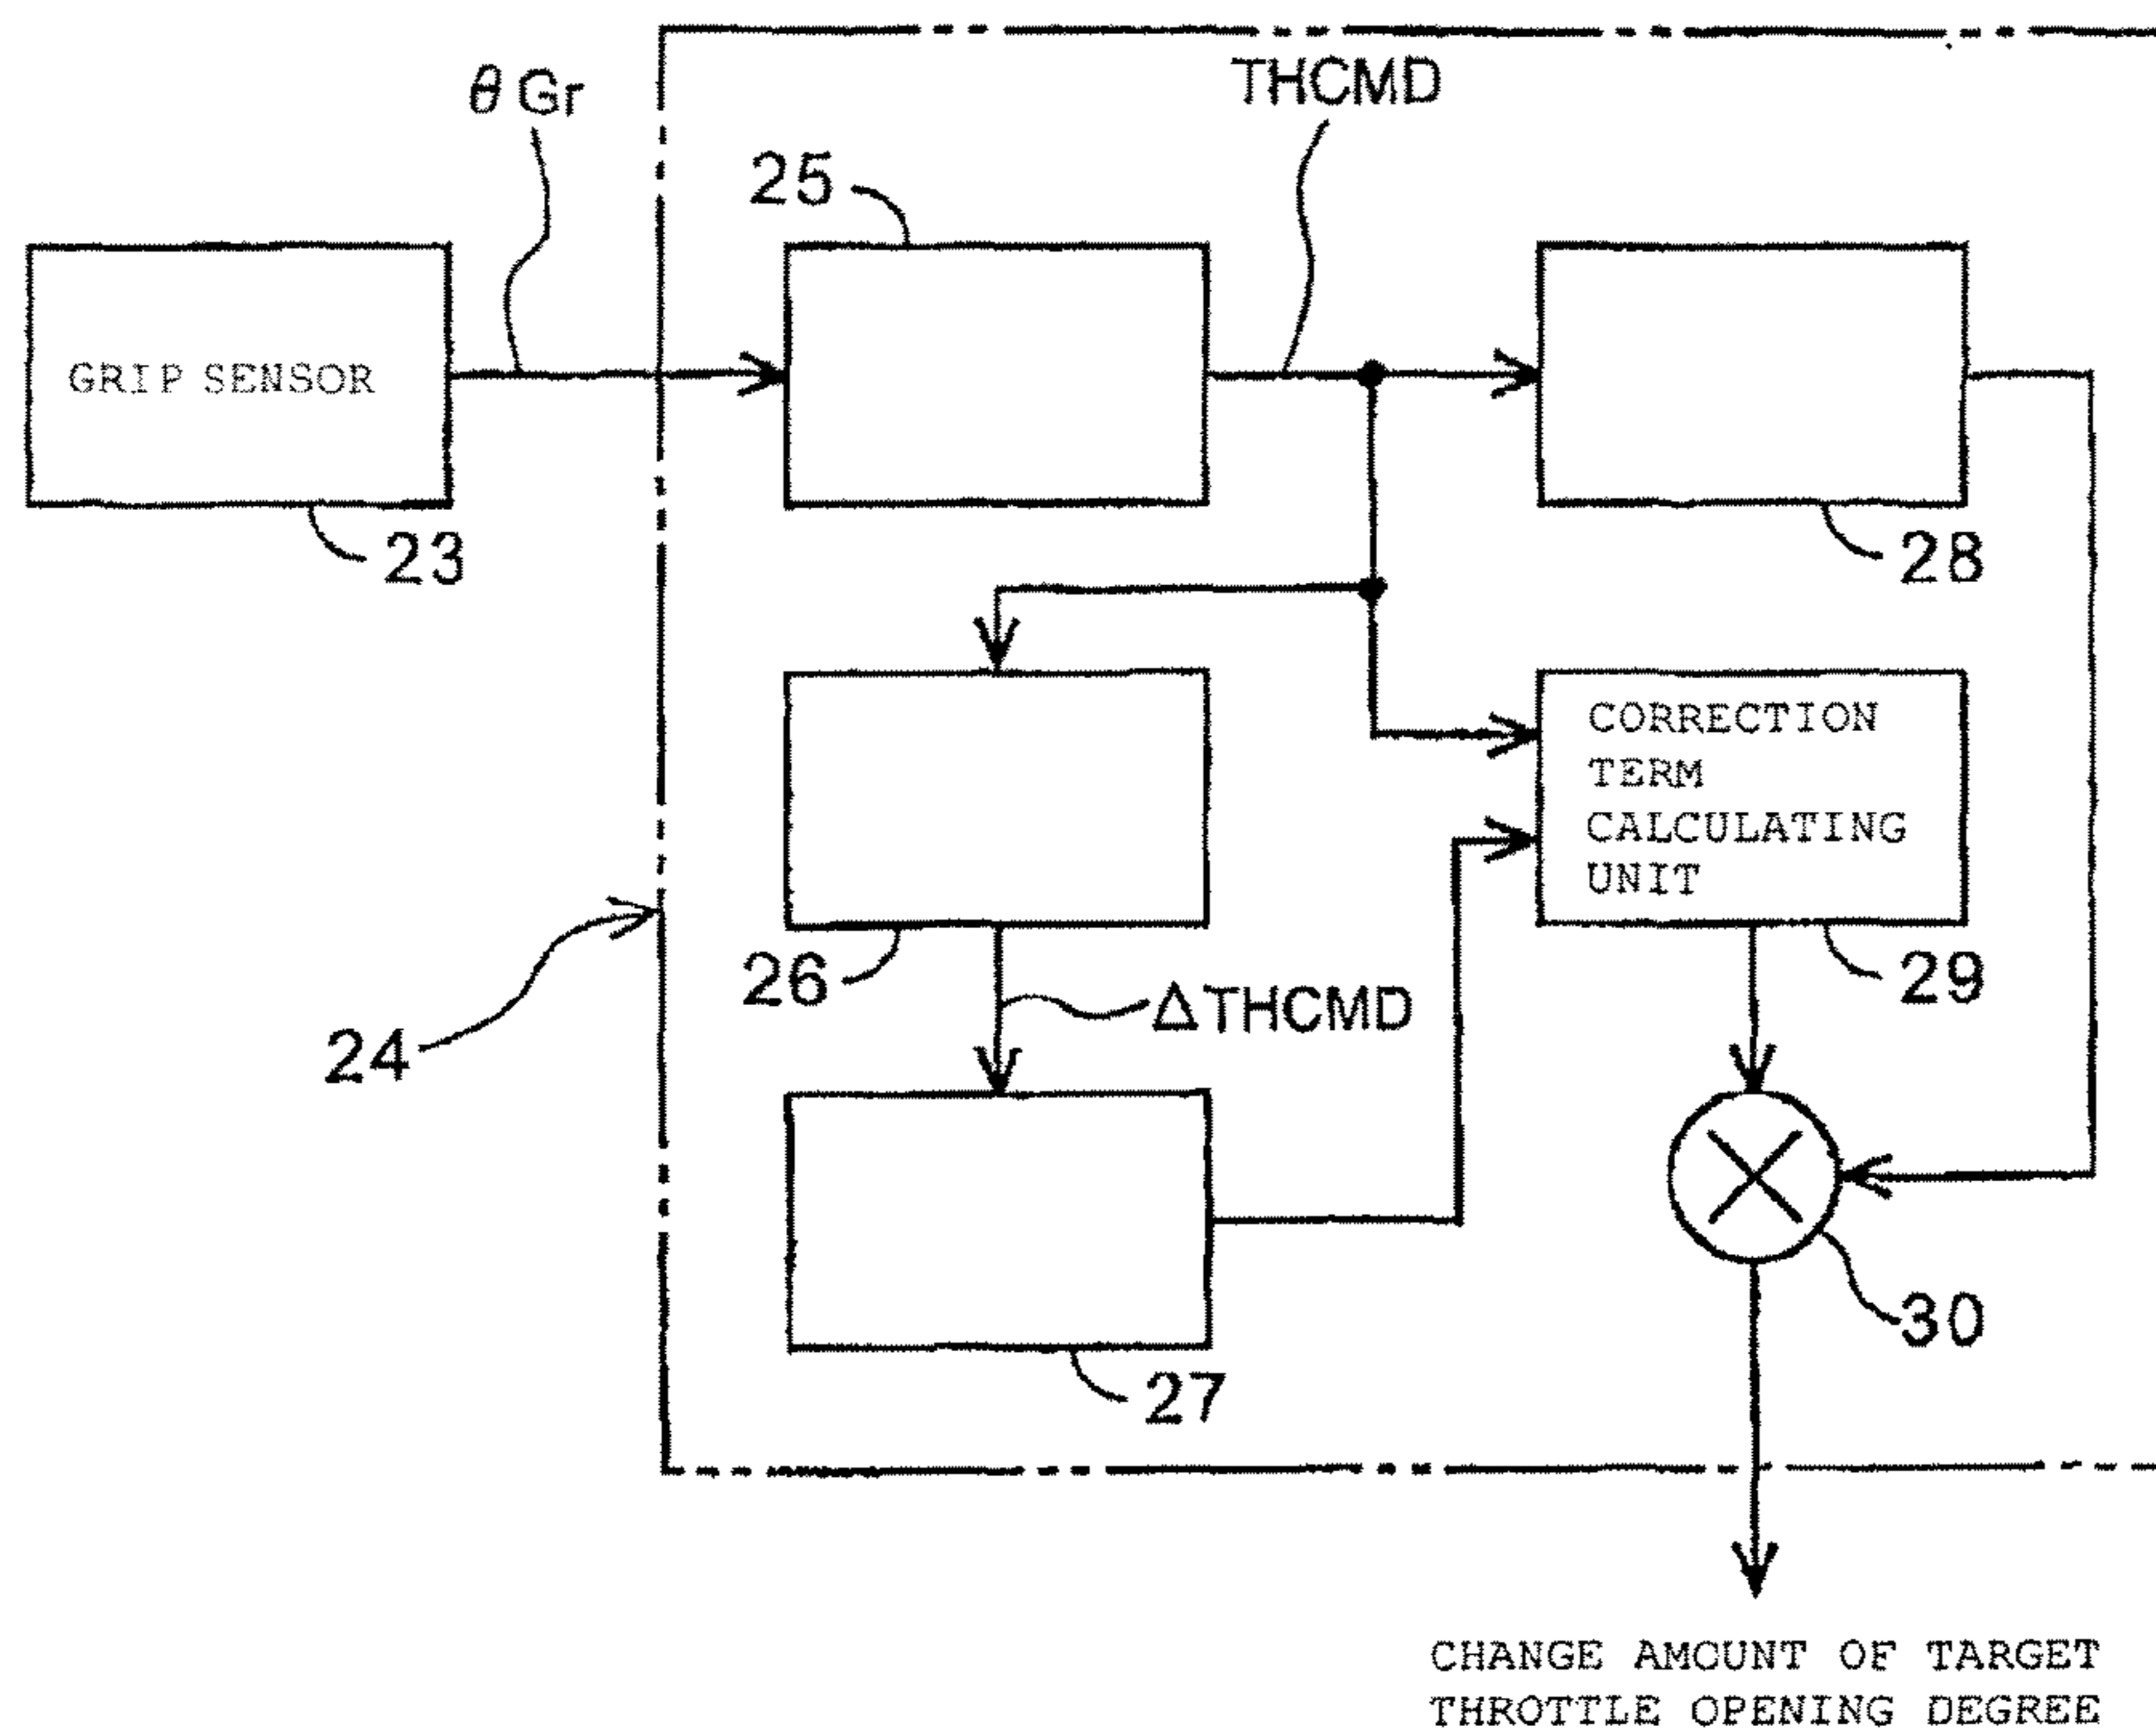 θGr
THCMD
25
GRIP SENSOR
23
28
CORRECTION
TERM
CALCULATING
UNIT
26
29
ΔTHCMD
24
30
27
CHANGE AMOUNT OF TARGET
THROTTLE OPENING DEGREE